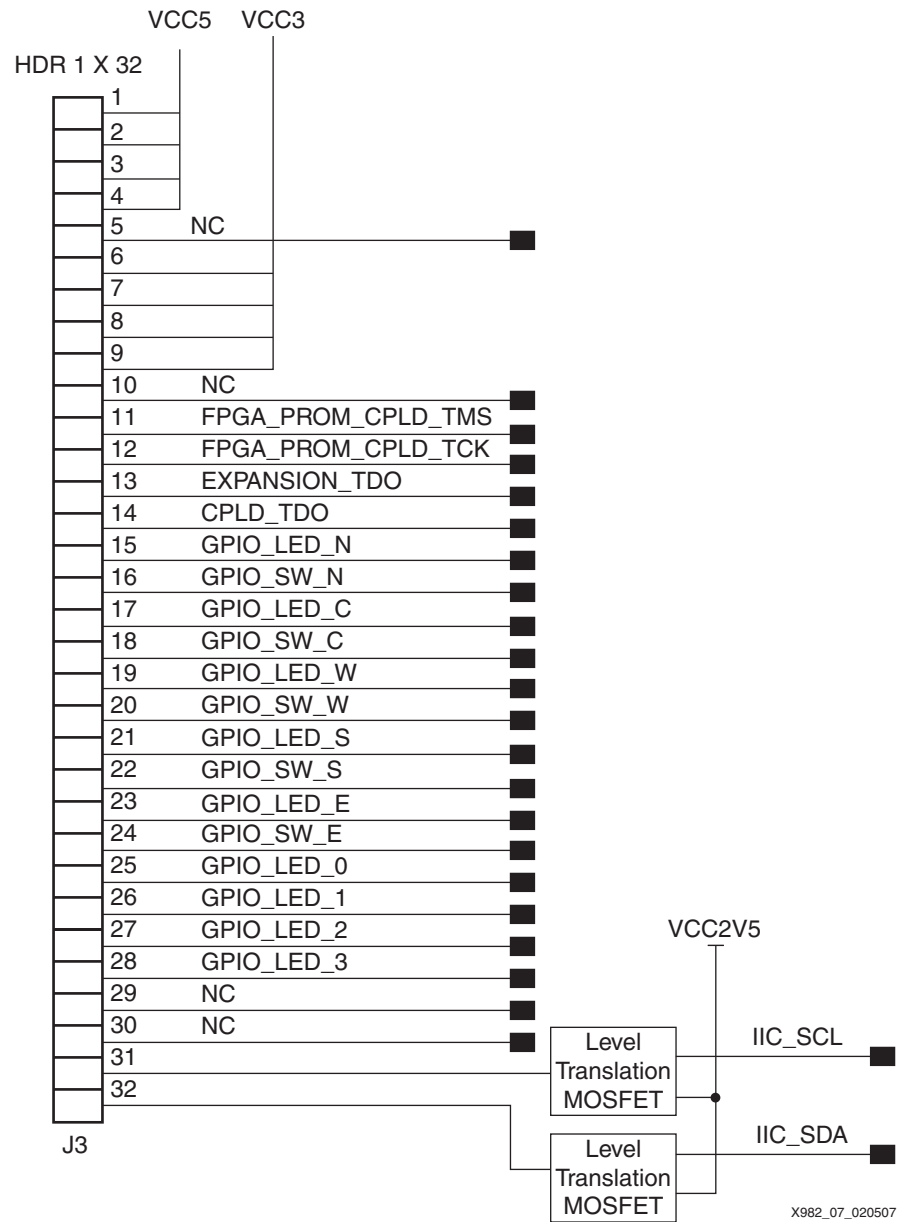 VCC5 VCC3
HDR 1 X 32
1
2
3
4
5 NC
6
7
8
9
10 NC
11 FPGA_PROM_CPLD_TMS
12 FPGA_PROM_CPLD_TCK
13 EXPANSION_TDO
14 CPLD_TDO
15 GPIO_LED_N
16 GPIO_SW_N
17 GPIO_LED_C
18 GPIO_SW_C
19 GPIO_LED_W
20 GPIO_SW_W
21 GPIO_LED_S
22 GPIO_SW_S
23 GPIO_LED_E
24 GPIO_SW_E
25 GPIO_LED_0
26 GPIO_LED_1
27 GPIO_LED_2
28 GPIO_LED_3
29 NC
30 NC
31
32
J3
VCC2V5
Level
Translation
MOSFET
IIC_SCL
Level
Translation
MOSFET
IIC_SDA
X982_07_020507